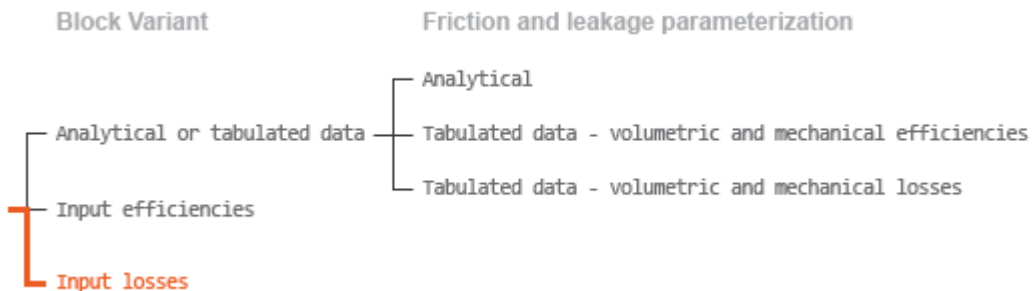 Block Variant
Friction and leakage parameterization
Analytical
Analytical or tabulated data
Tabulated data - volumetric and mechanical efficiencies
Tabulated data - volumetric and mechanical losses
Input efficiencies
Input losses